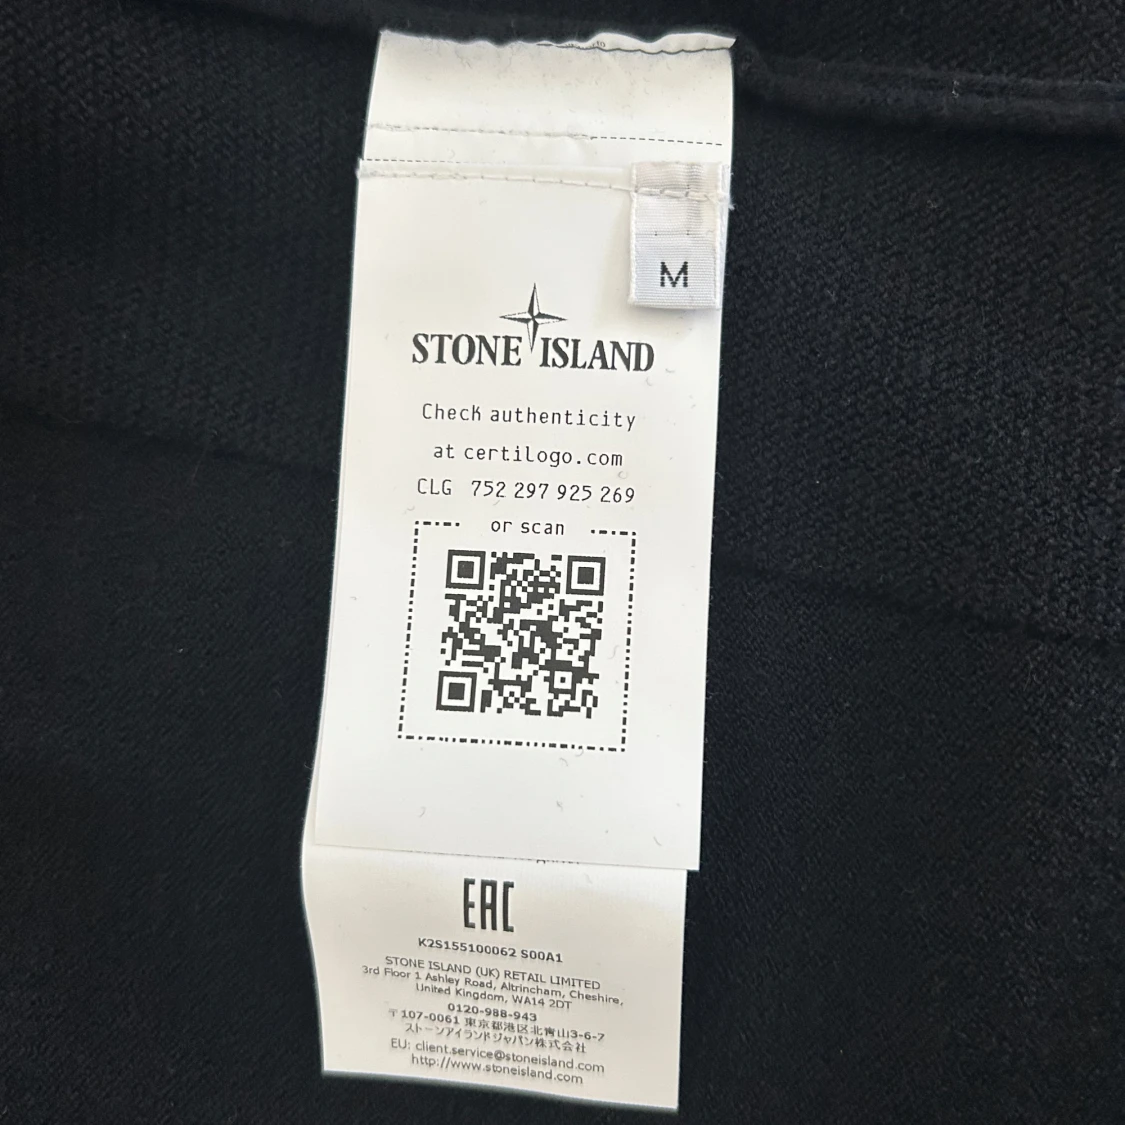 M
STONE ISLAND
Check authenticity
at certilogo.com
CLG 752 297 925 269
or scan
EAC
K2S155100062 S00A1
STONE ISLAND (UK) RETAIL LIMITED
3rd Floor 1 Ashley Road, Altrincham, Cheshire,
United Kingdom, WA14 2DT
0120-988-943
〒107-0061 東京都港区北青山3-6-7
ストーンアイランドジャパン株式会社
EU: client.service@stoneisland.com
http://www.stoneisland.com